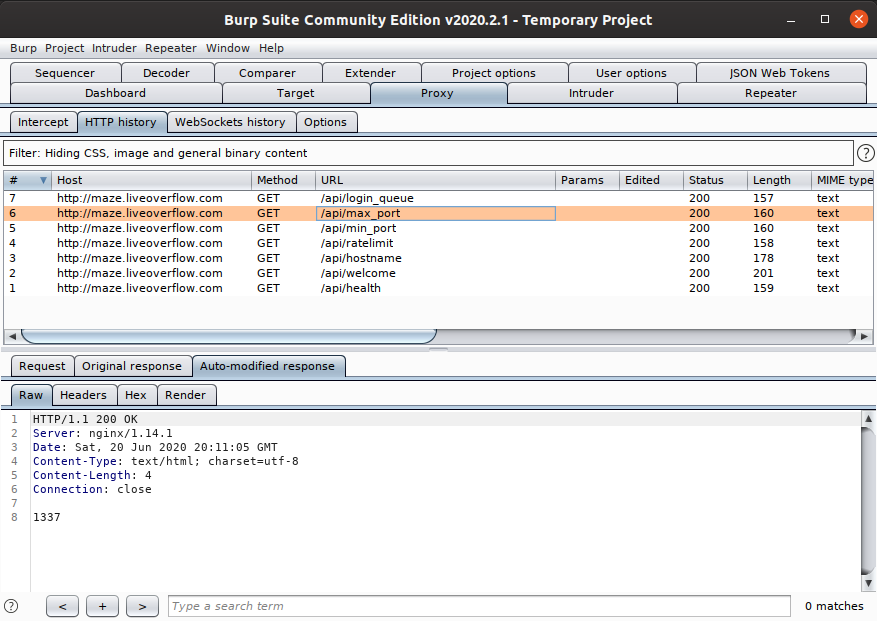 Burp Suite Community Edition v2020.2.1 - Temporary Project
Burp Project Intruder Repeater Window Help
Sequencer Decoder Comparer Extender Project options User options JSON Web Tokens
Dashboard Target Proxy Intruder Repeater
Intercept HTTP history WebSockets history Options
Filter: Hiding CSS, image and general binary content ?
# Host Method URL Params Edited Status Length MIME type
7 http://maze.liveoverflow.com GET /api/login_queue 200 157 text
6 http://maze.liveoverflow.com GET /api/max_port 200 160 text
5 http://maze.liveoverflow.com GET /api/min_port 200 160 text
4 http://maze.liveoverflow.com GET /api/ratelimit 200 158 text
3 http://maze.liveoverflow.com GET /api/hostname 200 178 text
2 http://maze.liveoverflow.com GET /api/welcome 200 201 text
1 http://maze.liveoverflow.com GET /api/health 200 159 text
Request Original response Auto-modified response
Raw Headers Hex Render
1 HTTP/1.1 200 OK
2 Server: nginx/1.14.1
3 Date: Sat, 20 Jun 2020 20:11:05 GMT
4 Content-Type: text/html; charset=utf-8
5 Content-Length: 4
6 Connection: close
7
8 1337
? < + > Type a search term 0 matches